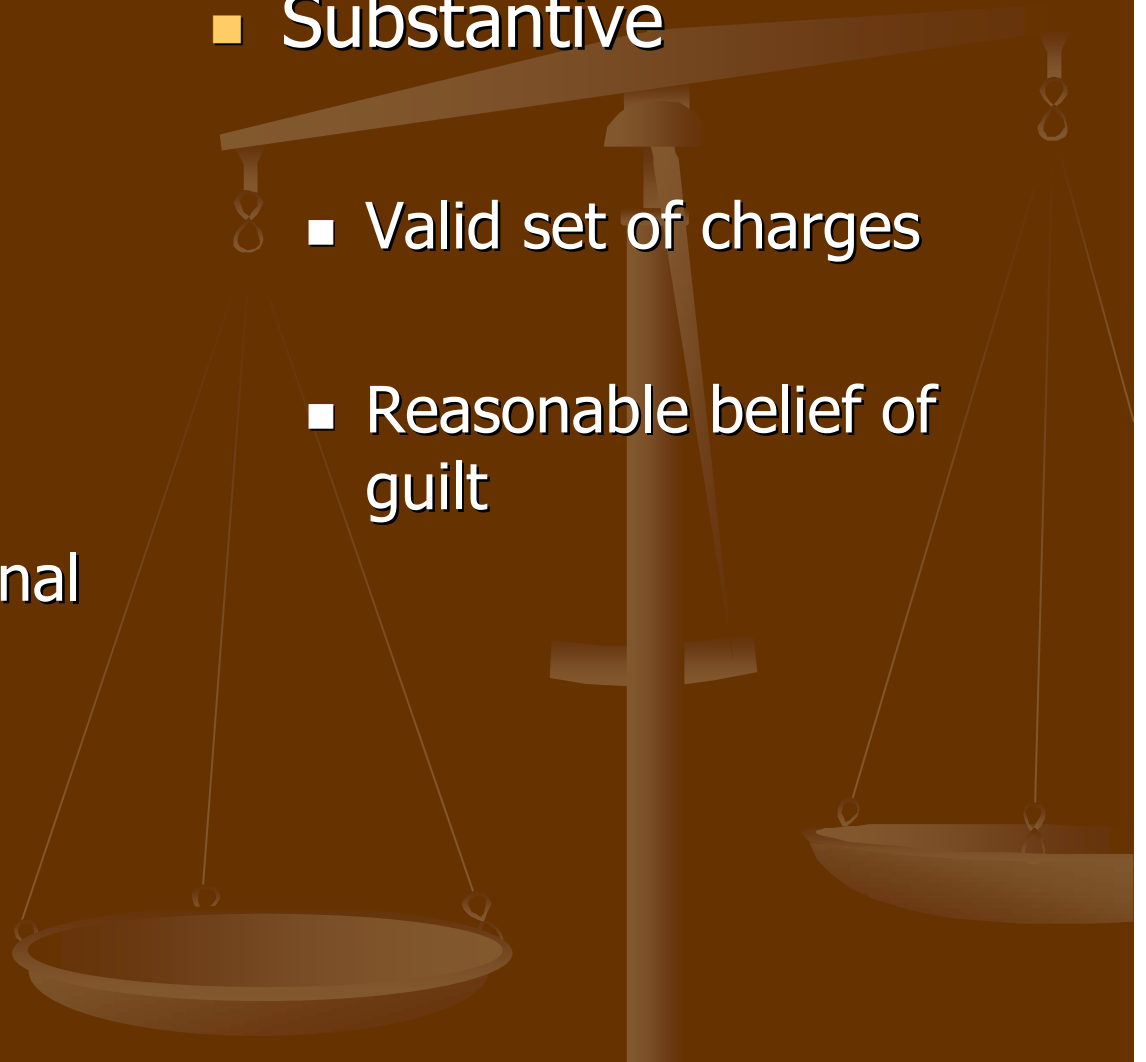 Substantive
Valid set of charges
Reasonable belief of
guilt
nal